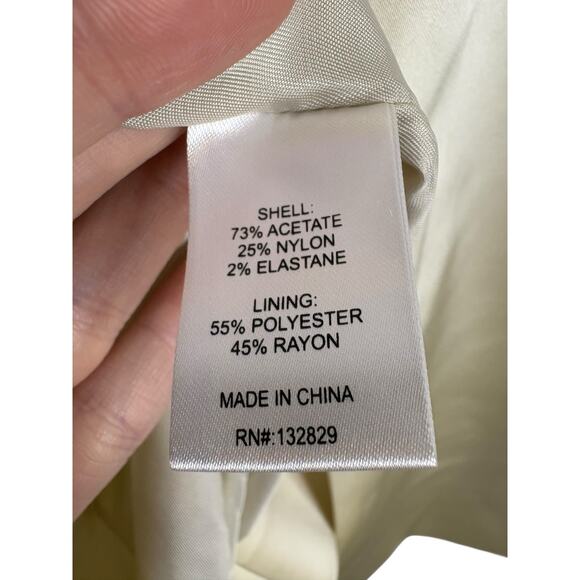 SHELL:
73% ACETATE
25% NYLON
2% ELASTANE
LINING:
55% POLYESTER
45% RAYON
MADE IN CHINA
RN#:132829